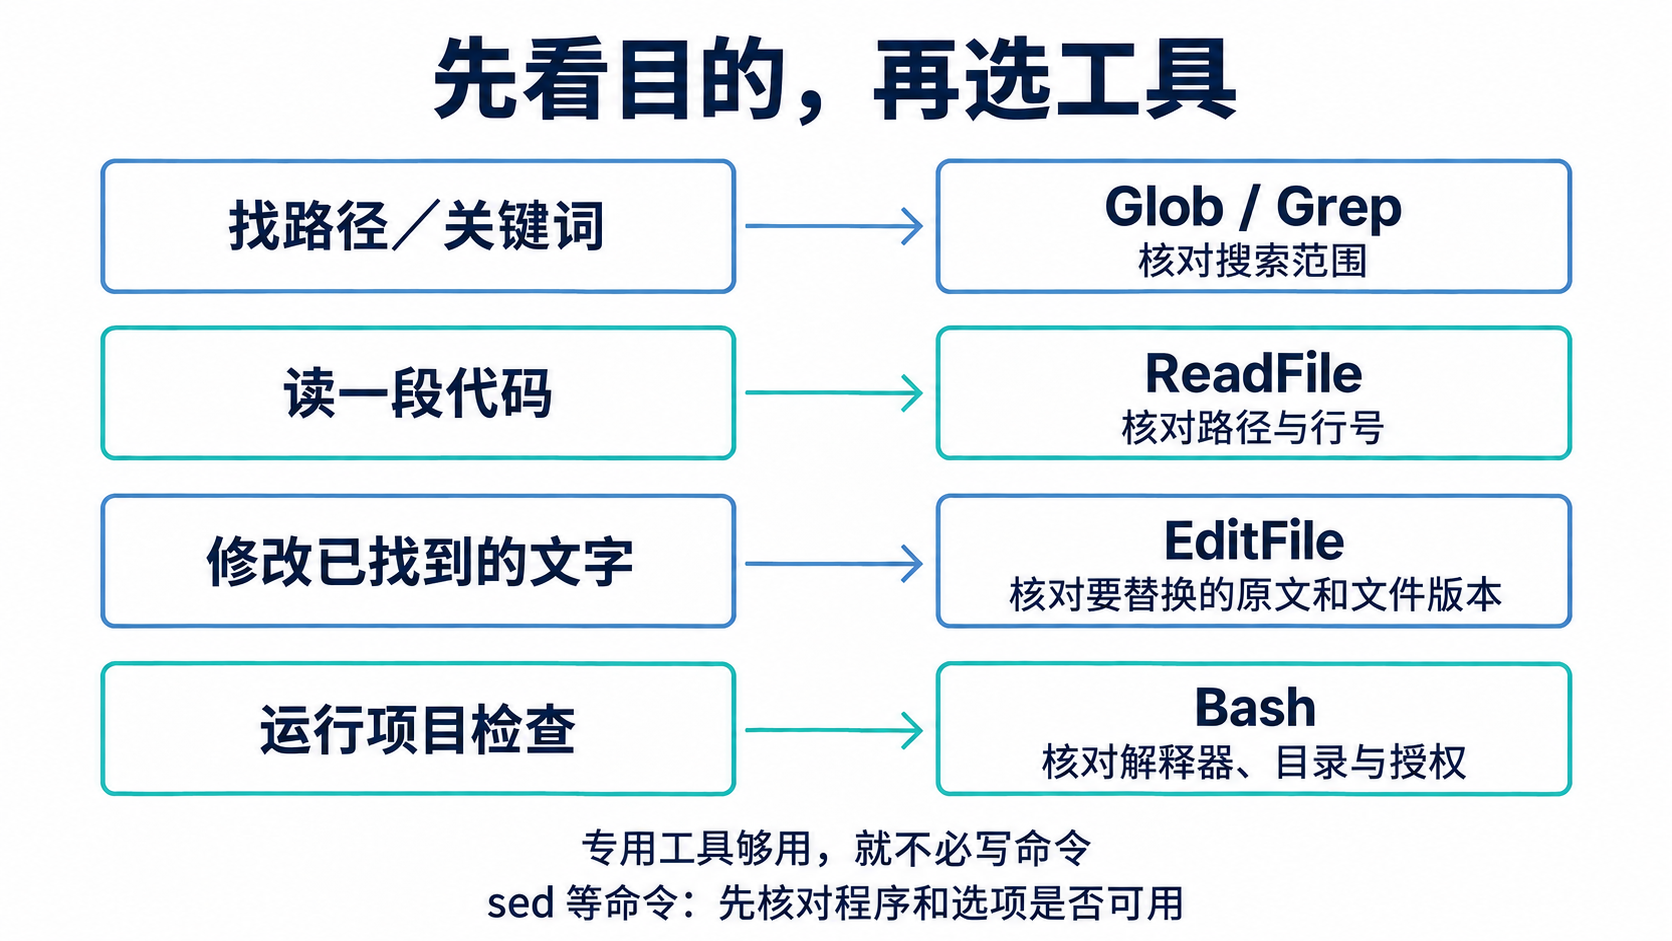 先看目的，再选工具
找路径／关键词
Glob / Grep
核对搜索范围
读一段代码
ReadFile
核对路径与行号
修改已找到的文字
EditFile
核对要替换的原文和文件版本
运行项目检查
Bash
核对解释器、目录与授权
专用工具够用，就不必写命令
sed 等命令：先核对程序和选项是否可用